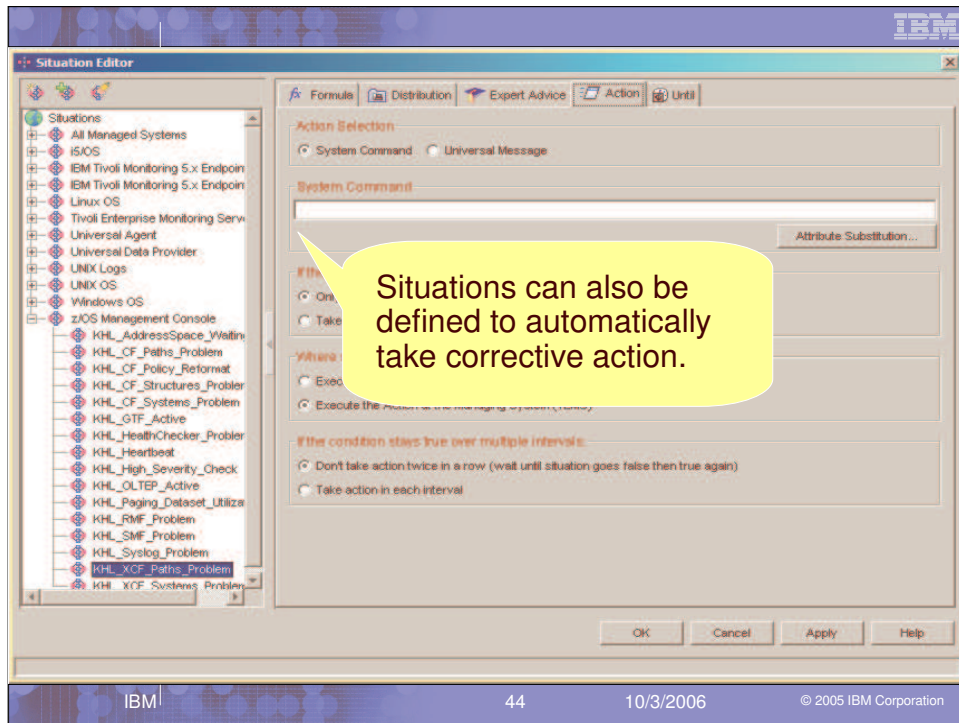 IBM
Situation Editor
Formula
Distribution
Expert Advice
Action
Until
Situations
All Managed Systems
i5/OS
IBM Tivoli Monitoring 5.x Endpoin
IBM Tivoli Monitoring 5.x Endpoin
Linux OS
Tivoli Enterprise Monitoring Serv
Universal Agent
Universal Data Provider
UNIX Logs
UNIX OS
Windows OS
z/OS Management Console
KHL_AddressSpace_Waiting
KHL_CF_Paths_Problem
KHL_CF_Policy_Reformat
KHL_CF_Structures_Probler
KHL_CF_Systems_Problem
KHL_GTF_Active
KHL_HealthChecker_Probler
KHL_Heartbeat
KHL_High_Severity_Check
KHL_OLTEP_Active
KHL_Paging_Dataset_Utiliza
KHL_RMF_Problem
KHL_SMF_Problem
KHL_Syslog_Problem
KHL_XCF_Paths_Problem
KHL_XCF_Systems_Problem
Action Selection
System Command
Universal Message
System Command
Attribute Substitution...
If the
Take
Situations can also be
defined to automatically
take corrective action.
Execute the Action at the Managing System (TEMS)
If the condition stays true over multiple intervals:
Don't take action twice in a row (wait until situation goes false then true again)
Take action in each interval
OK
Cancel
Apply
Help
IBM
44
10/3/2006
© 2005 IBM Corporation